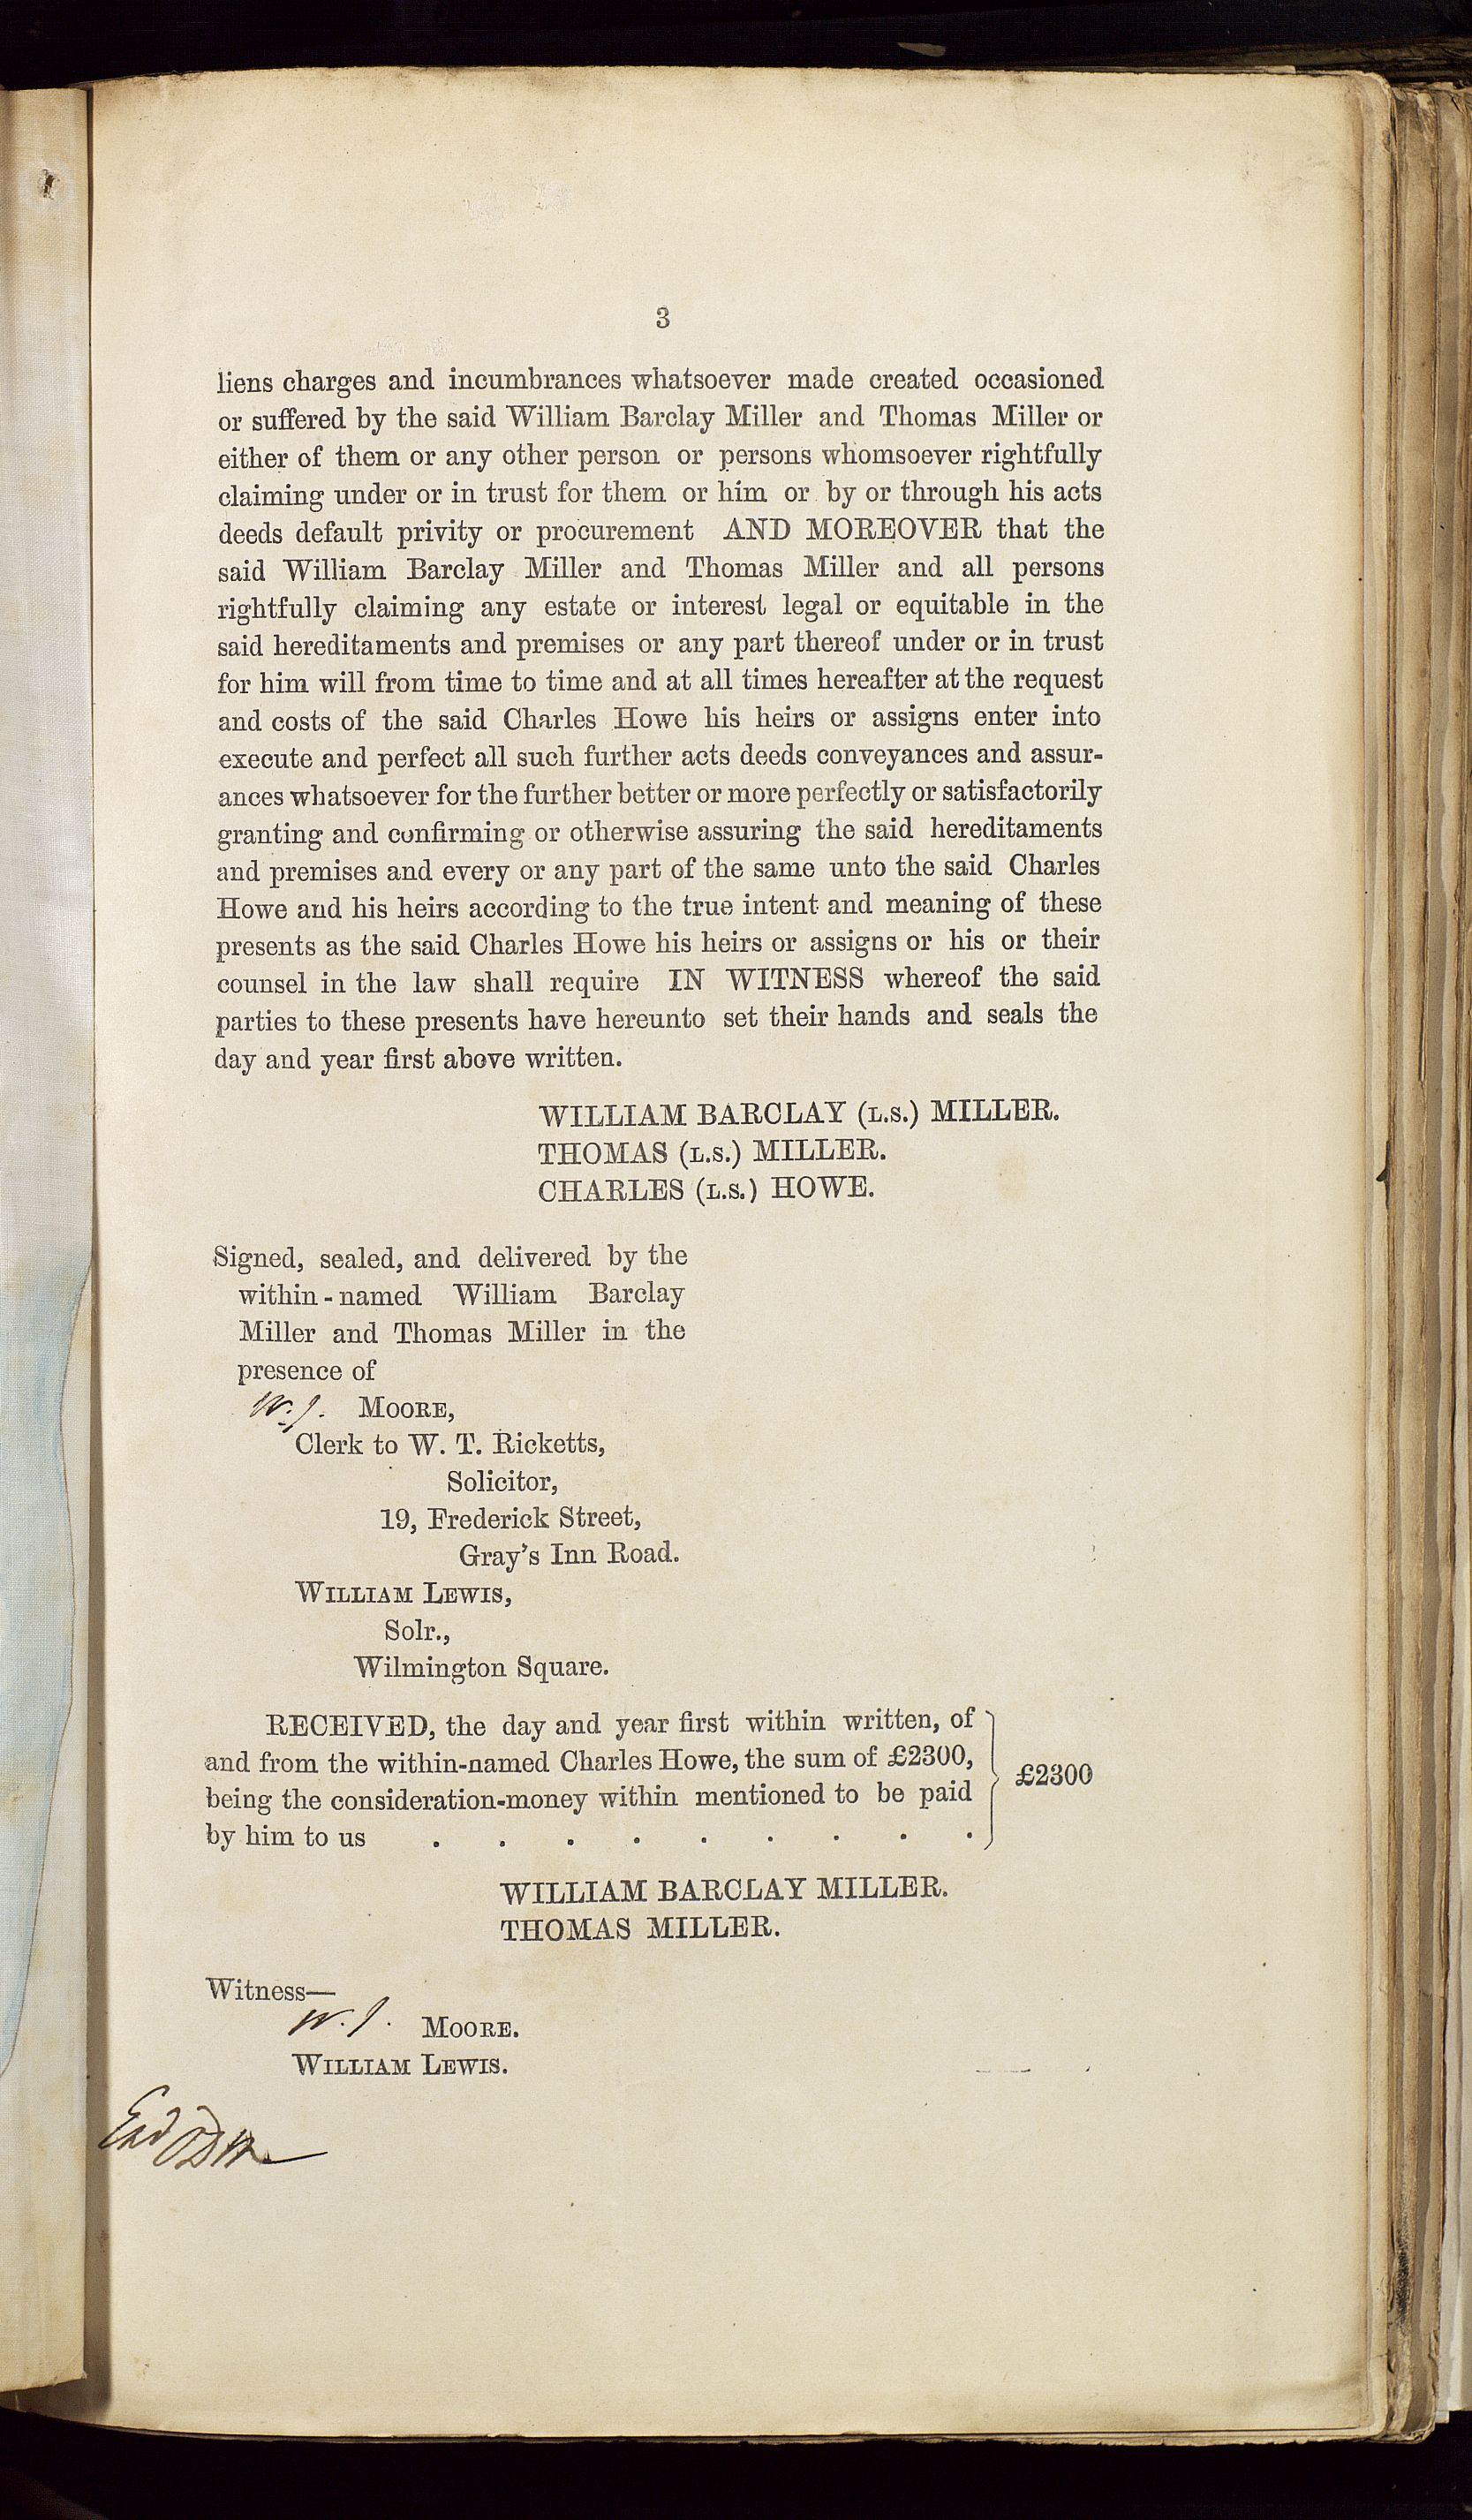 3
liens charges and incumbrances whatsoever made created occasioned
or suffered by the said William Barclay Miller and Thomas Miller or
either of them or any other person or persons whomsoever rightfully
claiming under or in trust for them or him or by or through his acts
deeds default privity or procurement AND MOREOVER that the
said William Barclay Miller and Thomas Miller and all persons
rightfully claiming any estate or interest legal or equitable in the
said hereditaments and premises or any part thereof under or in trust
for him will from time to time and at all times hereafter at the request
and costs of the said Charles Howe his heirs or assigns enter into
execute and perfect all such further acts deeds conveyances and assur-
ances whatsoever for the further better or more perfectly or satisfactorily
granting and confirming or otherwise assuring the said hereditaments
and premises and every or any part of the same unto the said Charles
Howe and his heirs according to the true intent and meaning of these
presents as the said Charles Howe his heirs or assigns or his or their
counsel in the law shall require IN WITNESS whereof the said
parties to these presents have hereunto set their hands and seals the
day and year first above written.
WILLIAM BARCLAY (L.S.) MILLER.
THOMAS (L.S.) MILLER.
CHARLES (L.S.) HOWE.
Signed, sealed, and delivered by the
within-named William Barclay
Miller and Thomas Miller in the
presence of
W. J. MOORE,
Clerk to W. T. Ricketts,
Solicitor,
19, Frederick Street,
Gray's Inn Road.
WILLIAM LEWIS,
Solr.,
Wilmington Square.
RECEIVED, the day and year first within written, of
and from the within-named Charles Howe, the sum of £2300,
being the consideration-money within mentioned to be paid
by him to us . . . . . . . . .
£2300
WILLIAM BARCLAY MILLER.
THOMAS MILLER.
Witness—
W. J. MOORE.
WILLIAM LEWIS.